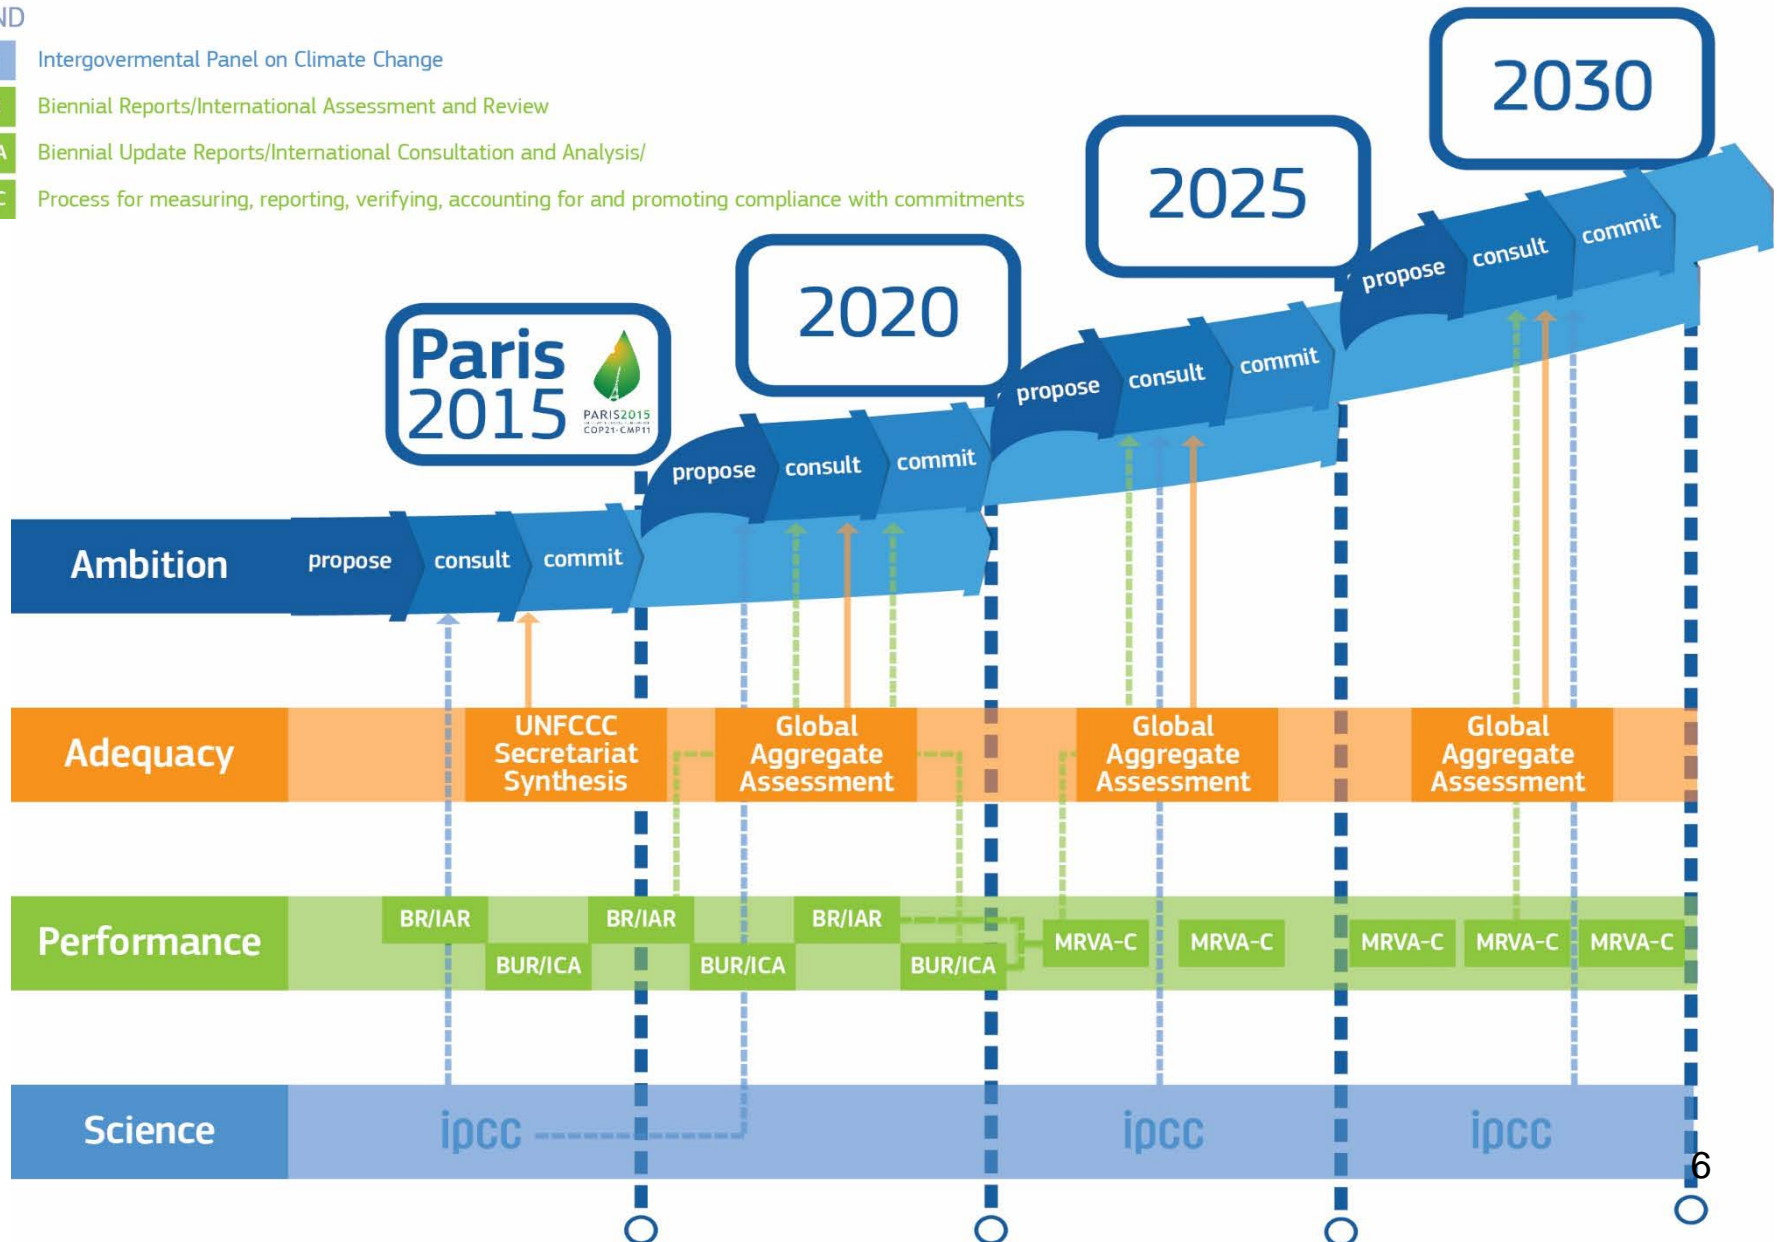 ND
Intergovermental Panel on Climate Change
Biennial Reports/International Assessment and Review
A
Biennial Update Reports/International Consultation and Analysis/
C
Process for measuring, reporting, verifying, accounting for and promoting compliance with commitments
Paris
2015
PARIS2015
COP21·CMP11
2020
2025
2030
Ambition
propose
consult
commit
propose
consult
commit
propose
consult
commit
propose
consult
commit
Adequacy
UNFCCC
Secretariat
Synthesis
Global
Aggregate
Assessment
Global
Aggregate
Assessment
Global
Aggregate
Assessment
Performance
BR/IAR
BUR/ICA
BR/IAR
BUR/ICA
BR/IAR
BUR/ICA
MRVA-C
MRVA-C
MRVA-C
MRVA-C
MRVA-C
Science
ipcc
ipcc
ipcc
6